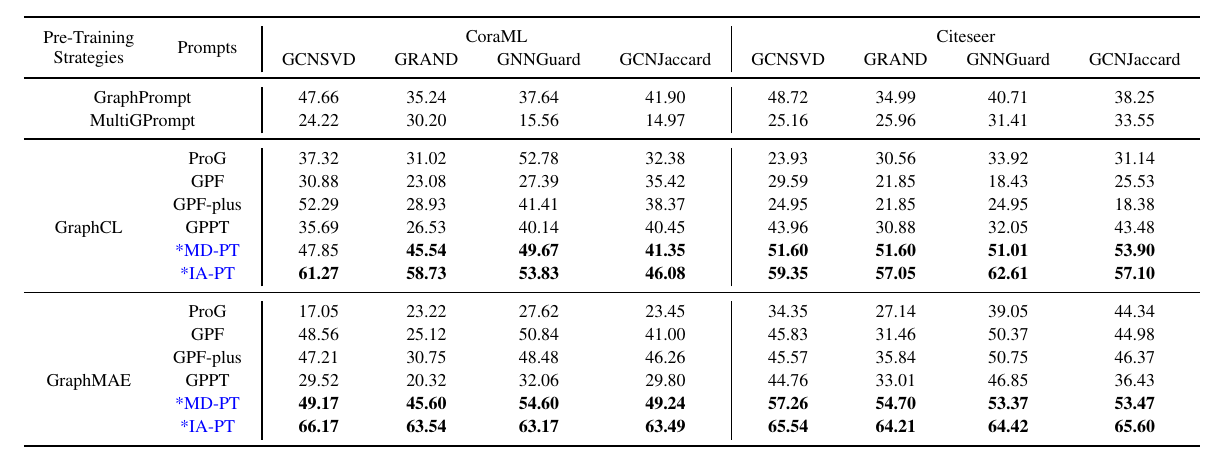 Pre-Training Strategies Prompts CoraML Citeseer
GCNSVD GRAND GNNGuard GCNJaccard GCNSVD GRAND GNNGuard GCNJaccard
GraphPrompt 47.66 35.24 37.64 41.90 48.72 34.99 40.71 38.25
MultiGPrompt 24.22 30.20 15.56 14.97 25.16 25.96 31.41 33.55
ProG 37.32 31.02 52.78 32.38 23.93 30.56 33.92 31.14
GPF 30.88 23.08 27.39 35.42 29.59 21.85 18.43 25.53
GPF-plus 52.29 28.93 41.41 38.37 24.95 21.85 24.95 18.38
GraphCL GPPT 35.69 26.53 40.14 40.45 43.96 30.88 32.05 43.48
*MD-PT 47.85 45.54 49.67 41.35 51.60 51.60 51.01 53.90
*IA-PT 61.27 58.73 53.83 46.08 59.35 57.05 62.61 57.10
ProG 17.05 23.22 27.62 23.45 34.35 27.14 39.05 44.34
GPF 48.56 25.12 50.84 41.00 45.83 31.46 50.37 44.98
GPF-plus 47.21 30.75 48.48 46.26 45.57 35.84 50.75 46.37
GraphMAE GPPT 29.52 20.32 32.06 29.80 44.76 33.01 46.85 36.43
*MD-PT 49.17 45.60 54.60 49.24 57.26 54.70 53.37 53.47
*IA-PT 66.17 63.54 63.17 63.49 65.54 64.21 64.42 65.60